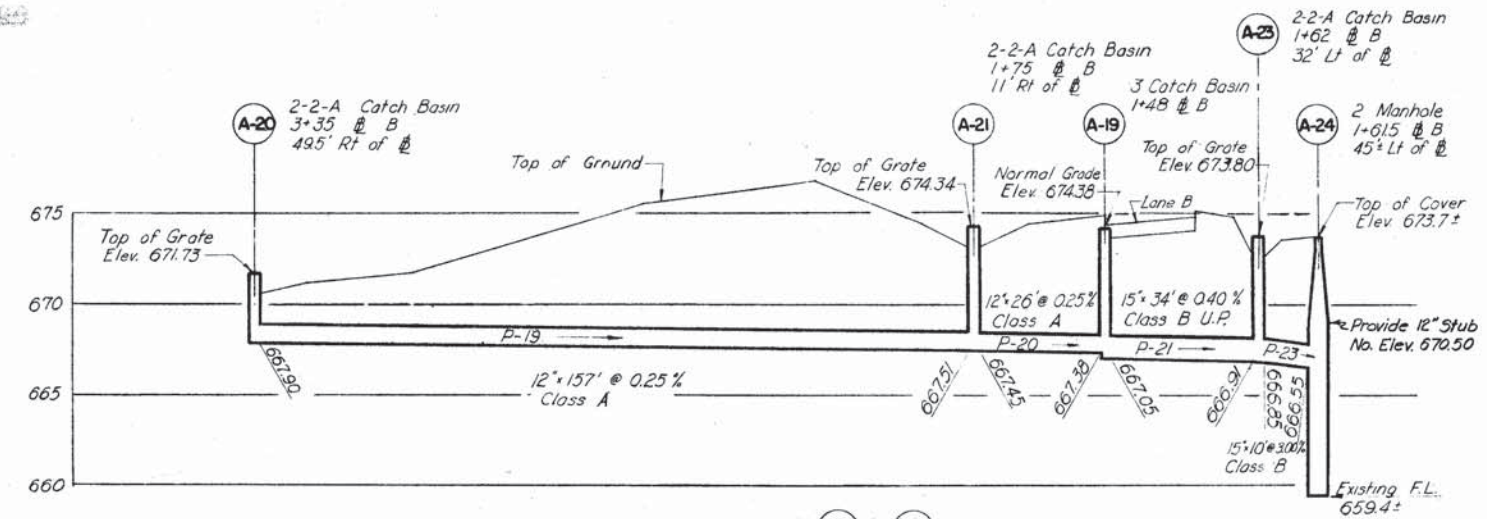 A-20
2-2-A Catch Basin
3+35 ⅊ B
49.5' Rt of ⅊
A-21
2-2-A Catch Basin
1+75 ⅊ B
11' Rt of ⅊
A-19
3 Catch Basin
1+48 ⅊ B
A-23
2-2-A Catch Basin
1+62 ⅊ B
32' Lt of ⅊
A-24
2 Manhole
1+61.5 ⅊ B
45'± Lt of ⅊
Top of Grate
Elev. 671.73
Top of Grnund
Top of Grate
Elev. 674.34
Normal Grade
Elev. 674.38
Lane B
Top of Grate
Elev. 673.80
Top of Cover
Elev. 673.7±
675
670
665
660
P-19
12"x157' @ 0.25%
Class A
12"x26' @ 0.25%
Class A
P-20
15"x34' @ 0.40%
Class B U.P.
P-21
P-23
15"x10' @ 3.00%
Class B
Provide 12" Stub
No. Elev. 670.50
667.90
667.51
667.45
667.38
667.05
666.91
666.85
666.55
Existing F.L.
659.4±